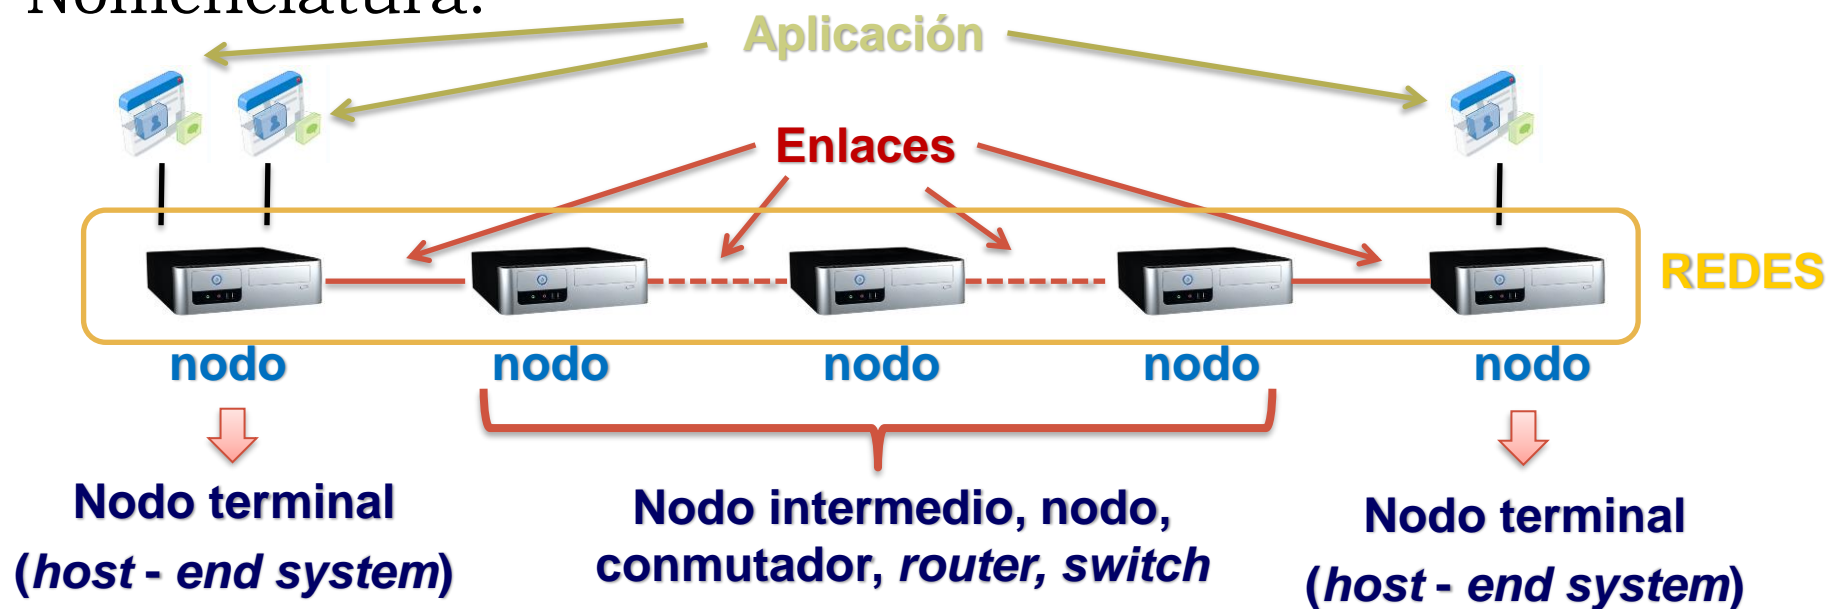 Nomenclatura:
Aplicación
Enlaces
REDES
nodo
nodo
nodo
nodo
nodo
Nodo terminal
(host - end system)
Nodo intermedio, nodo,
conmutador, router, switch
Nodo terminal
(host - end system)